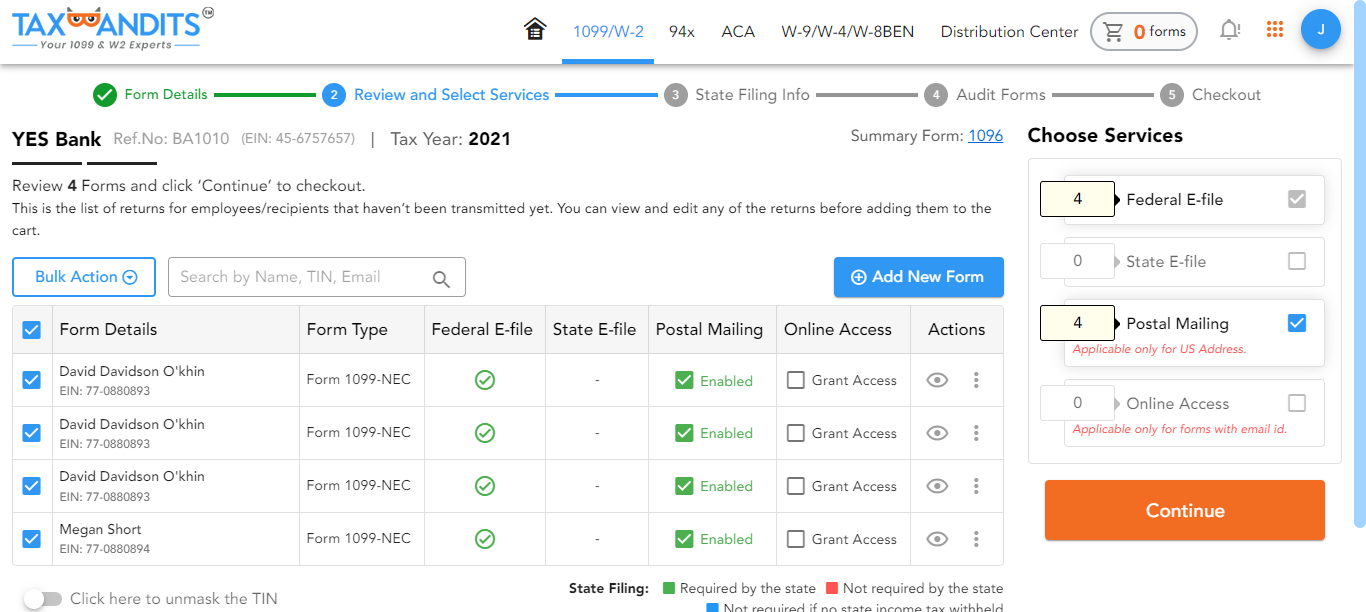 TAXBANDITS TM
Your 1099 & W2 Experts
1099/W-2 94x ACA W-9/W-4/W-8BEN Distribution Center 0 forms J
Form Details 2 Review and Select Services 3 State Filing Info 4 Audit Forms 5 Checkout
YES Bank Ref.No: BA1010 (EIN: 45-6757657) | Tax Year: 2021
Summary Form: 1096
Review 4 Forms and click ‘Continue’ to checkout.
This is the list of returns for employees/recipients that haven’t been transmitted yet. You can view and edit any of the returns before adding them to the
cart.
Bulk Action Search by Name, TIN, Email Add New Form
Form Details Form Type Federal E-file State E-file Postal Mailing Online Access Actions
David Davidson O'khin
EIN: 77-0880893
Form 1099-NEC - Enabled Grant Access
David Davidson O'khin
EIN: 77-0880893
Form 1099-NEC - Enabled Grant Access
David Davidson O'khin
EIN: 77-0880893
Form 1099-NEC - Enabled Grant Access
Megan Short
EIN: 77-0880894
Form 1099-NEC - Enabled Grant Access
Click here to unmask the TIN
State Filing: Required by the state Not required by the state
Not required if no state income tax withheld
Choose Services
4 Federal E-file
0 State E-file
4 Postal Mailing
Applicable only for US Address.
0 Online Access
Applicable only for forms with email id.
Continue